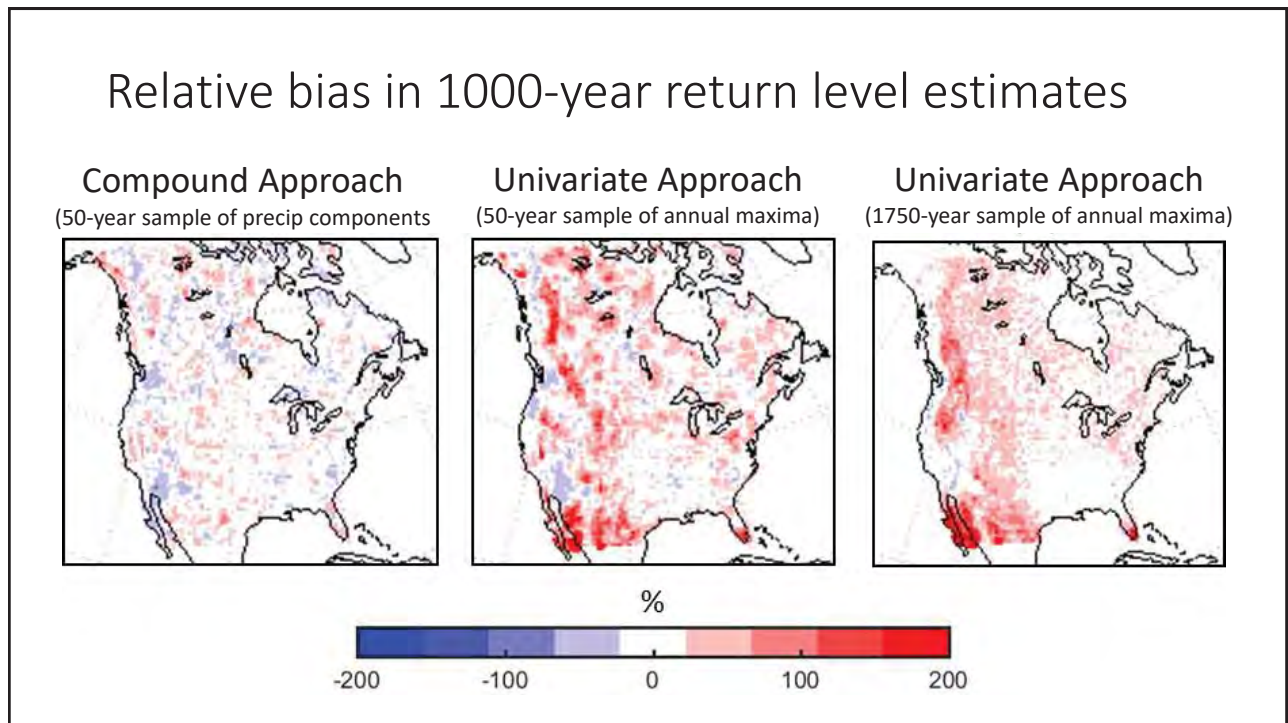 Relative bias in 1000-year return level estimates
Compound Approach
(50-year sample of precip components
Univariate Approach
(50-year sample of annual maxima)
Univariate Approach
(1750-year sample of annual maxima)
%
-200 -100 0 100 200